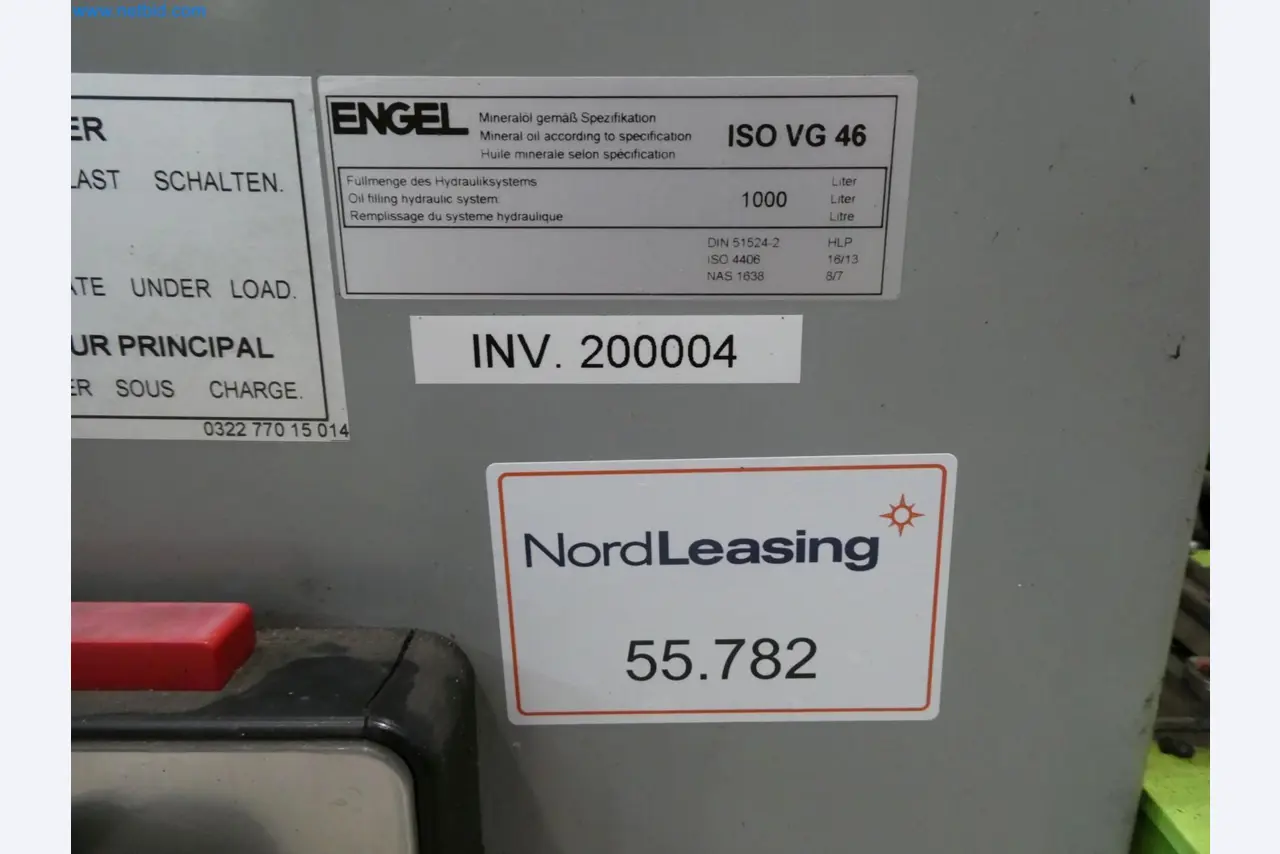 www.netbid.com
ER
LAST SCHALTEN.
ATE UNDER LOAD.
UR PRINCIPAL
ER SOUS CHARGE.
0322 770 15 014
ENGEL
Mineralöl gemäß Spezifikation
Mineral oil according to specification
Huile minerale selon spécification
ISO VG 46
Füllmenge des Hydrauliksystems Liter
Oil filling hydraulic system 1000 Liter
Remplissage du systeme hydraulique Litre
DIN 51524-2 HLP
ISO 4406 16/13
NAS 1638 8/7
INV. 200004
NordLeasing
55.782